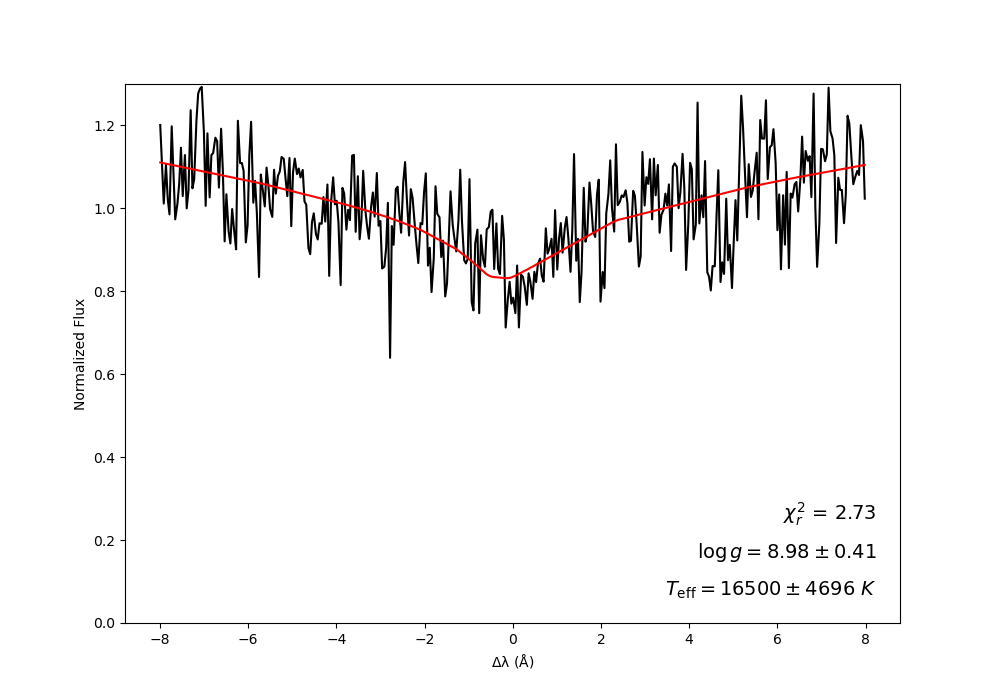 1.2
1.0
0.8
0.6
0.4
0.2
0.0
Normalized Flux
χ²ᵣ = 2.73
log g = 8.98 ± 0.41
T_eff = 16500 ± 4696 K
−8 −6 −4 −2 0 2 4 6 8
Δλ (Å)